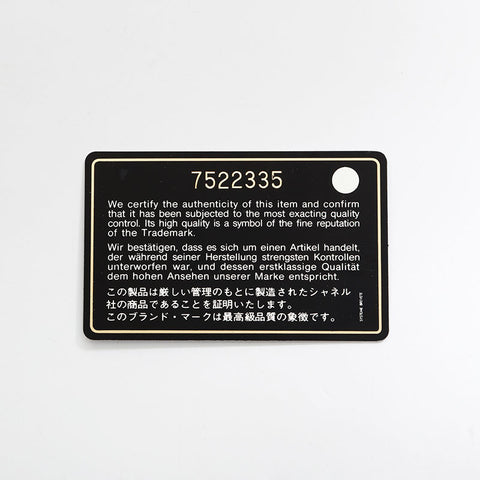 7522335
We certify the authenticity of this item and confirm
that it has been subjected to the most exacting quality
control. Its high quality is a symbol of the fine reputation
of the Trademark.
Wir bestätigen, dass es sich um einen Artikel handelt,
der während seiner Herstellung strengsten Kontrollen
unterworfen war, und dessen erstklassige Qualität
dem hohen Ansehen unserer Marke entspricht.
この製品は厳しい管理のもとに製造されたシャネル
社の商品であることを証明いたします。
このブランド・マークは最高級品質の象徴です。